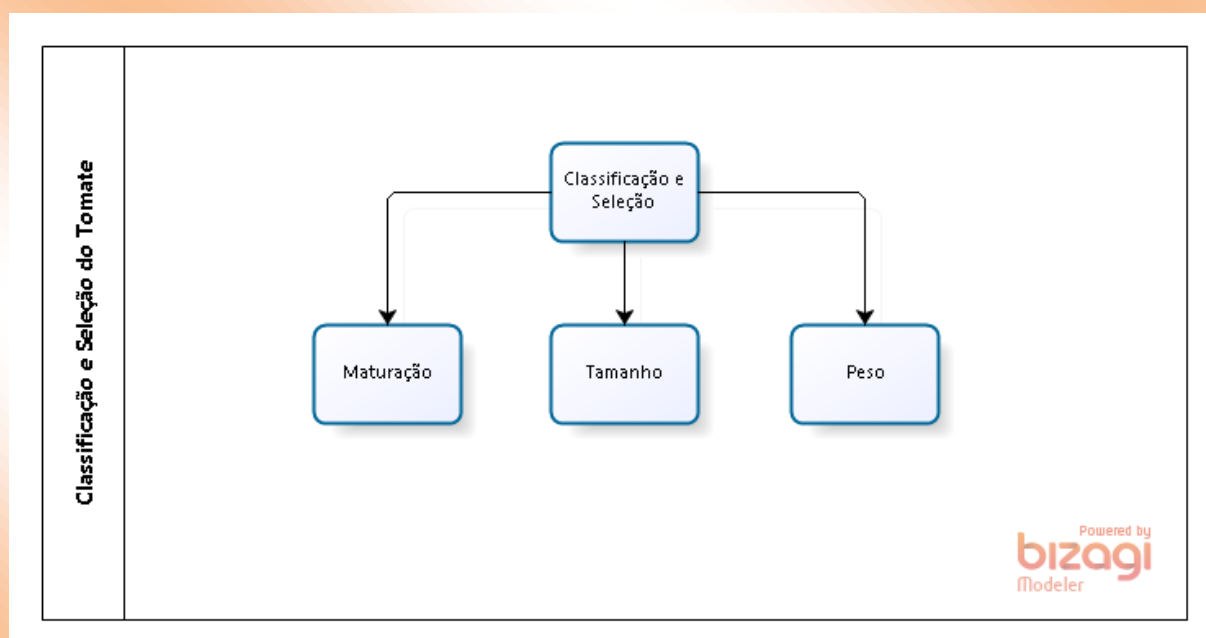 Classificação e Seleção do Tomate
Classificação e
Seleção
Maturação
Tamanho
Peso
Powered by
bizagi
Modeler